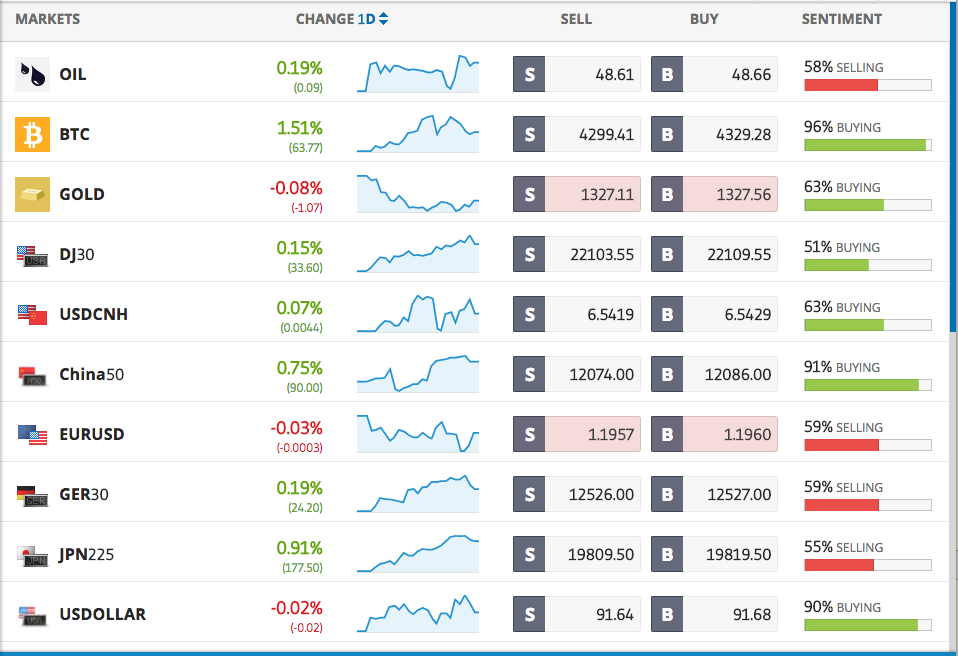 MARKETS CHANGE 1D SELL BUY SENTIMENT
OIL 0.19% (0.09) S 48.61 B 48.66 58% SELLING
BTC 1.51% (63.77) S 4299.41 B 4329.28 96% BUYING
GOLD -0.08% (-1.07) S 1327.11 B 1327.56 63% BUYING
DJ30 0.15% (33.60) S 22103.55 B 22109.55 51% BUYING
USDCNH 0.07% (0.0044) S 6.5419 B 6.5429 63% BUYING
China50 0.75% (90.00) S 12074.00 B 12086.00 91% BUYING
EURUSD -0.03% (-0.0003) S 1.1957 B 1.1960 59% SELLING
GER30 0.19% (24.20) S 12526.00 B 12527.00 59% SELLING
JPN225 0.91% (177.50) S 19809.50 B 19819.50 55% SELLING
USDOLLAR -0.02% (-0.02) S 91.64 B 91.68 90% BUYING